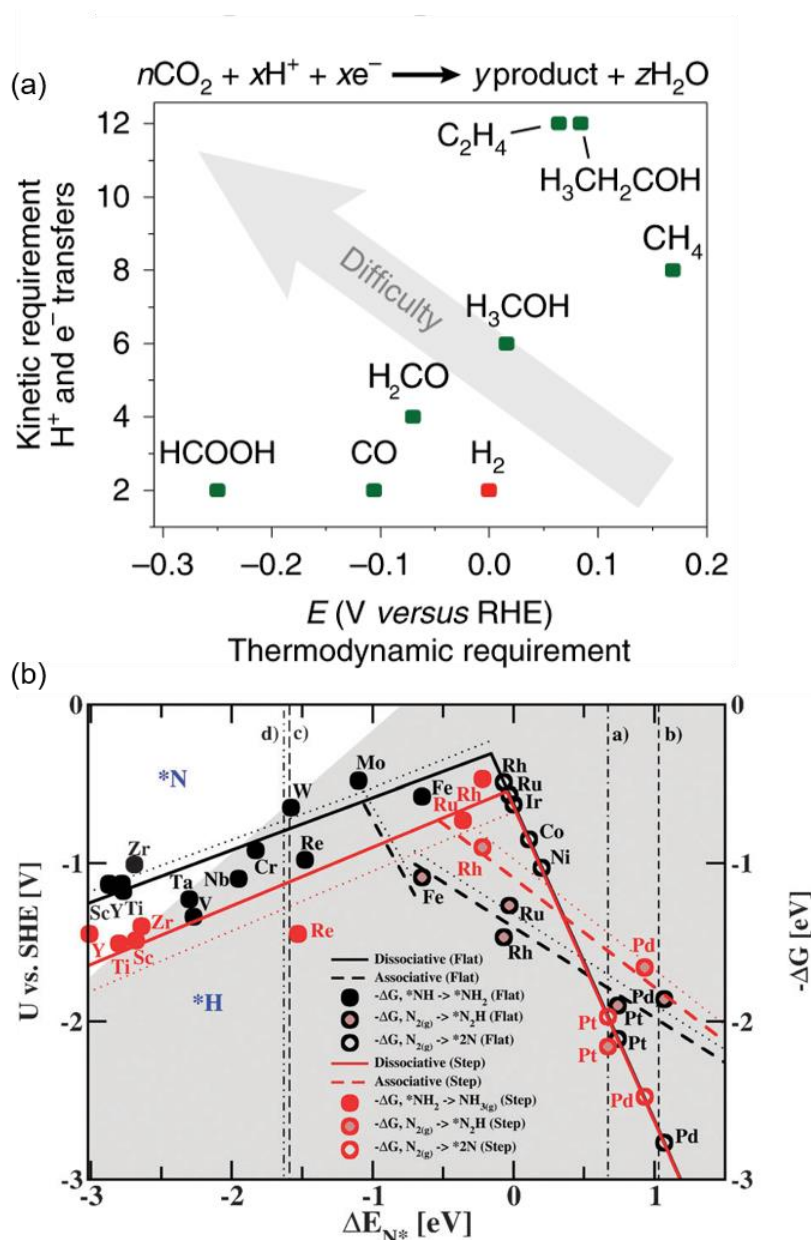 nCO₂ + xH⁺ + xe⁻ ⟶ yproduct + zH₂O
(a)
Kinetic requirement
H⁺ and e⁻ transfers
12
10
8
6
4
2
C₂H₄
H₃CH₂COH
CH₄
Difficulty
H₃COH
H₂CO
HCOOH
CO
H₂
−0.3
−0.2
−0.1
0.0
0.1
0.2
E (V versus RHE)
Thermodynamic requirement
(b)
U vs. SHE [V]
0
-1
-2
-3
0
-1
-2
-3
-ΔG [eV]
d)
c)
a)
b)
*N
*H
Mo
Fe
W
Zr
Re
Cr
Nb
Ta
V
Sc
Y
Ti
Y
Ti
Sc
Zr
Re
Ru
Rh
Rh
Rh
Ru
Ir
Co
Ni
Fe
Ru
Rh
Pd
Pd
Pt
Pt
Pt
Pt
Pd
Pd
Dissociative (Flat)
Associative (Flat)
-ΔG, *NH -> *NH₂ (Flat)
-ΔG, N₂(g) -> *N₂H (Flat)
-ΔG, N₂(g) -> *2N (Flat)
Dissociative (Step)
Associative (Step)
-ΔG, *NH₂ -> NH₃(g) (Step)
-ΔG, N₂(g) -> *N₂H (Step)
-ΔG, N₂(g) -> *2N (Step)
-3
-2
-1
0
1
ΔE_N* [eV]